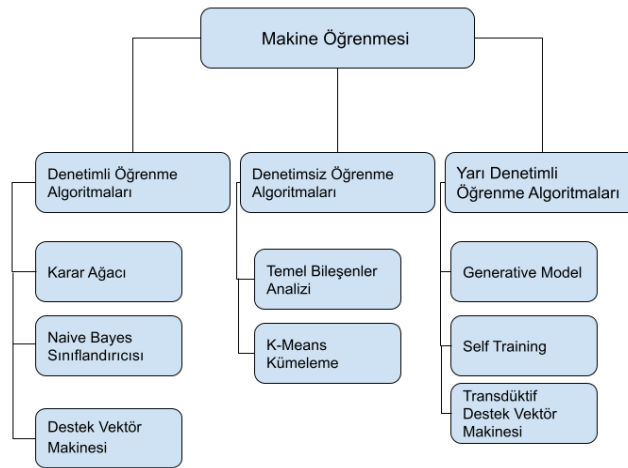 Makine Öğrenmesi
Denetimli Öğrenme
Algoritmaları
Denetimsiz Öğrenme
Algoritmaları
Yarı Denetimli
Öğrenme Algoritmaları
Karar Ağacı
Naive Bayes
Sınıflandırıcısı
Destek Vektör
Makinesi
Temel Bileşenler
Analizi
K-Means
Kümeleme
Generative Model
Self Training
Transdüktif
Destek Vektör
Makinesi